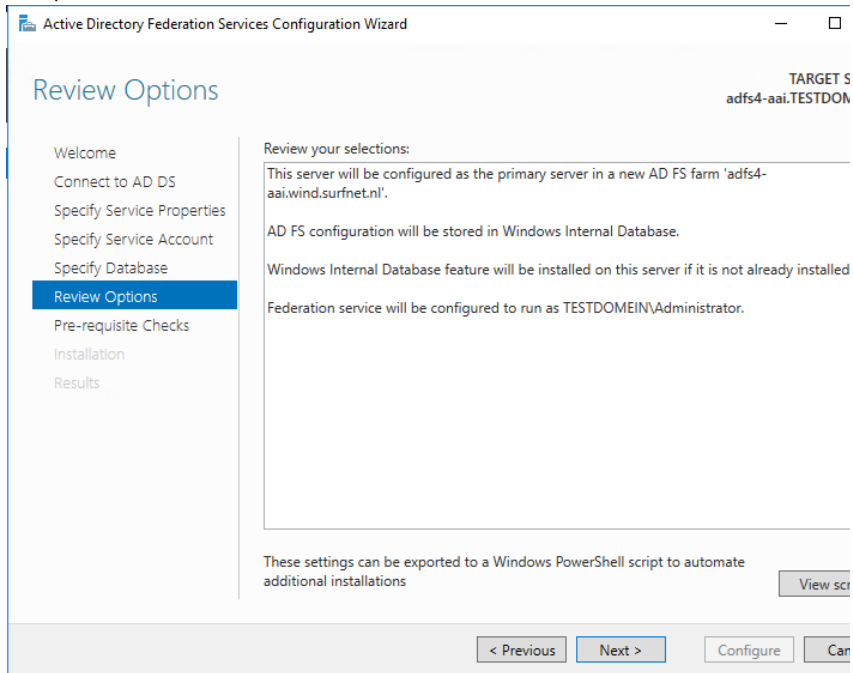 Active Directory Federation Services Configuration Wizard
Review Options
TARGET S
adfs4-aai.TESTDOM
Welcome
Connect to AD DS
Specify Service Properties
Specify Service Account
Specify Database
Review Options
Pre-requisite Checks
Installation
Results
Review your selections:
This server will be configured as the primary server in a new AD FS farm 'adfs4-
aai.wind.surfnet.nl'.
AD FS configuration will be stored in Windows Internal Database.
Windows Internal Database feature will be installed on this server if it is not already installed
Federation service will be configured to run as TESTDOMEIN\Administrator.
These settings can be exported to a Windows PowerShell script to automate
additional installations
View scr
< Previous
Next >
Configure
Can